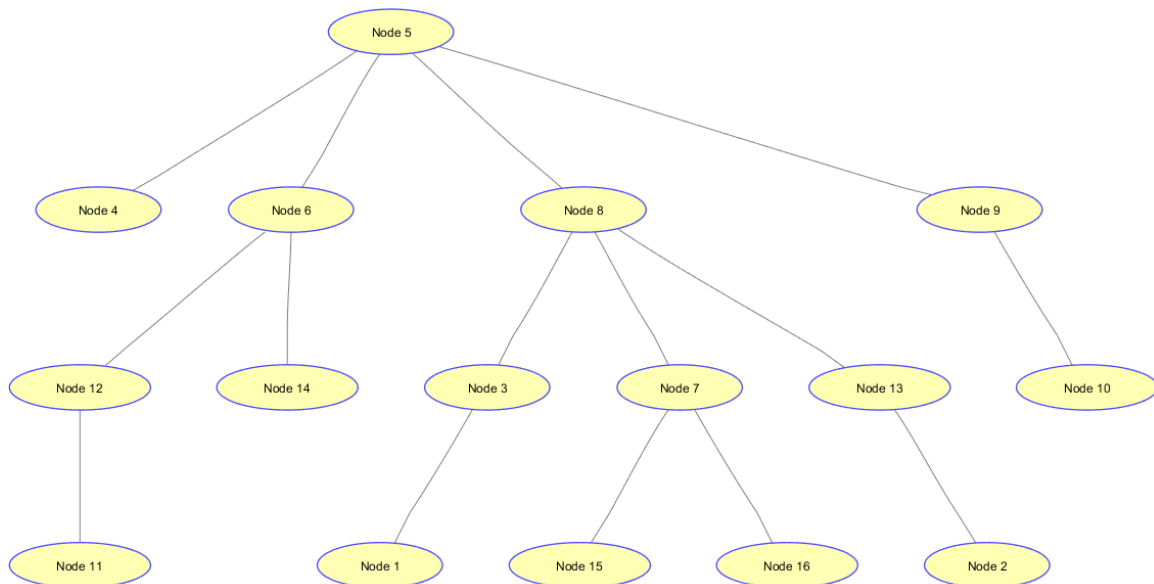 Node 5
Node 4
Node 6
Node 8
Node 9
Node 12
Node 14
Node 3
Node 7
Node 13
Node 10
Node 11
Node 1
Node 15
Node 16
Node 2